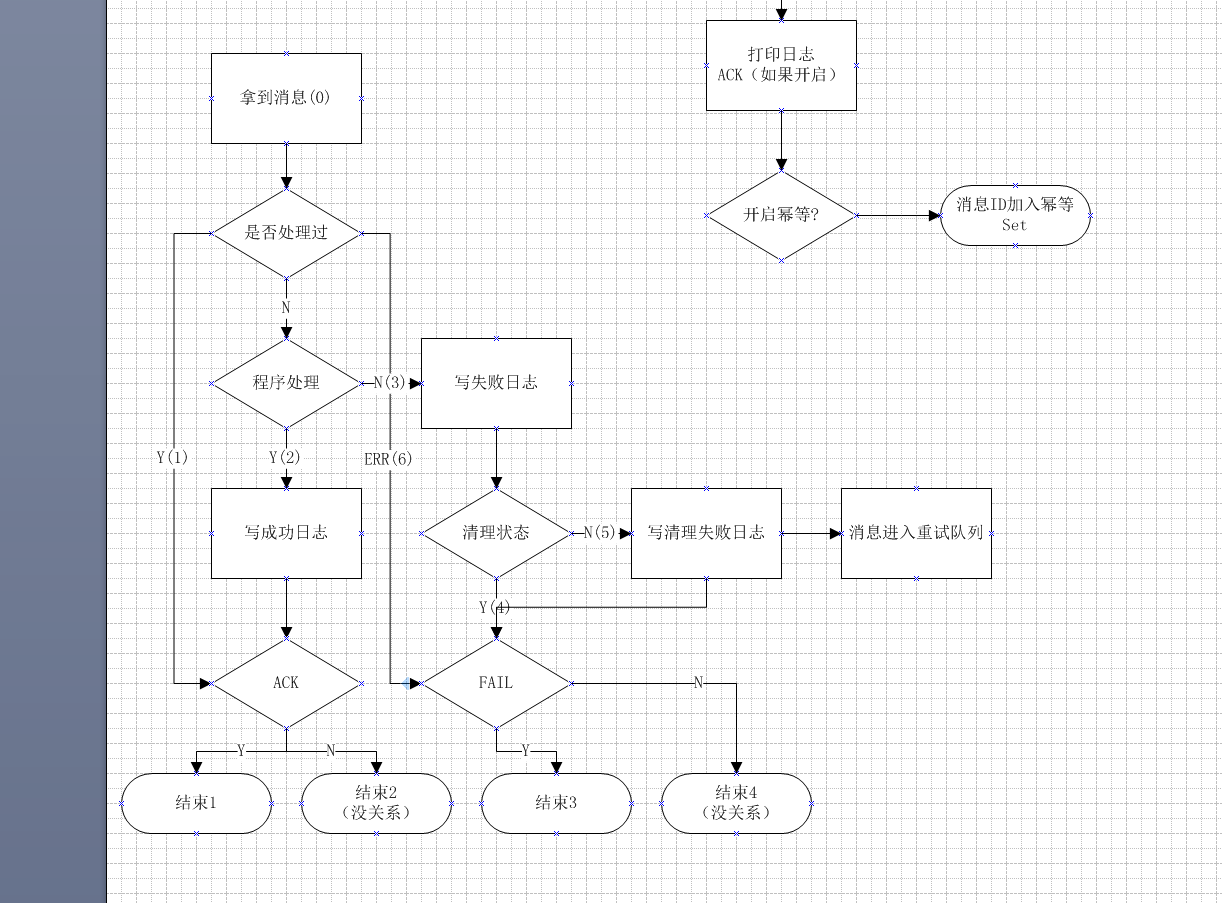 打印日志
ACK（如果开启）
拿到消息(0)
开启幂等?
消息ID加入幂等
Set
是否处理过
N
程序处理
N(3)
写失败日志
Y(1)
Y(2)
ERR(6)
写成功日志
清理状态
N(5)
写清理失败日志
消息进入重试队列
Y(4)
ACK
FAIL
N
Y
N
Y
结束1
结束2
（没关系）
结束3
结束4
（没关系）